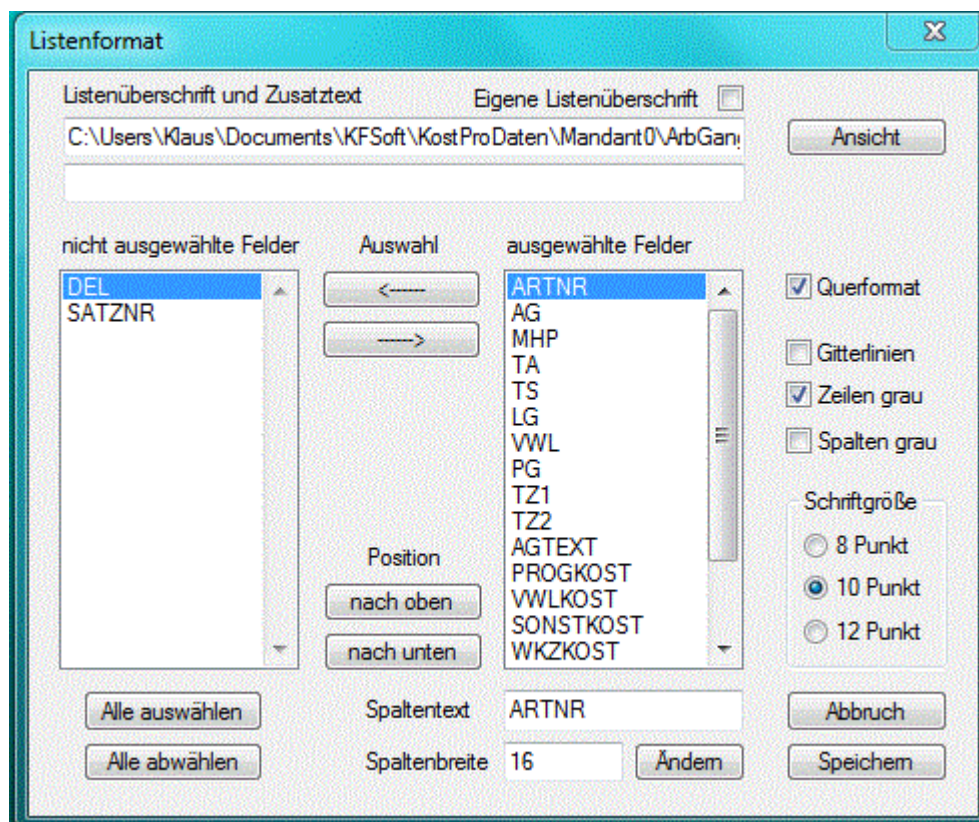 Listenformat
Listenüberschrift und Zusatztext
Eigene Listenüberschrift
C:\Users\Klaus\Documents\KFSoft\KostProDaten\Mandant0\ArbGang
Ansicht
nicht ausgewählte Felder
Auswahl
ausgewählte Felder
DEL
SATZNR
<------
------>
Position
nach oben
nach unten
ARTNR
AG
MHP
TA
TS
LG
VWL
PG
TZ1
TZ2
AGTEXT
PROGKOST
VWLKOST
SONSTKOST
WKZKOST
Querformat
Gitterlinien
Zeilen grau
Spalten grau
Schriftgröße
8 Punkt
10 Punkt
12 Punkt
Alle auswählen
Spaltentext
ARTNR
Abbruch
Alle abwählen
Spaltenbreite
16
Ändern
Speichern